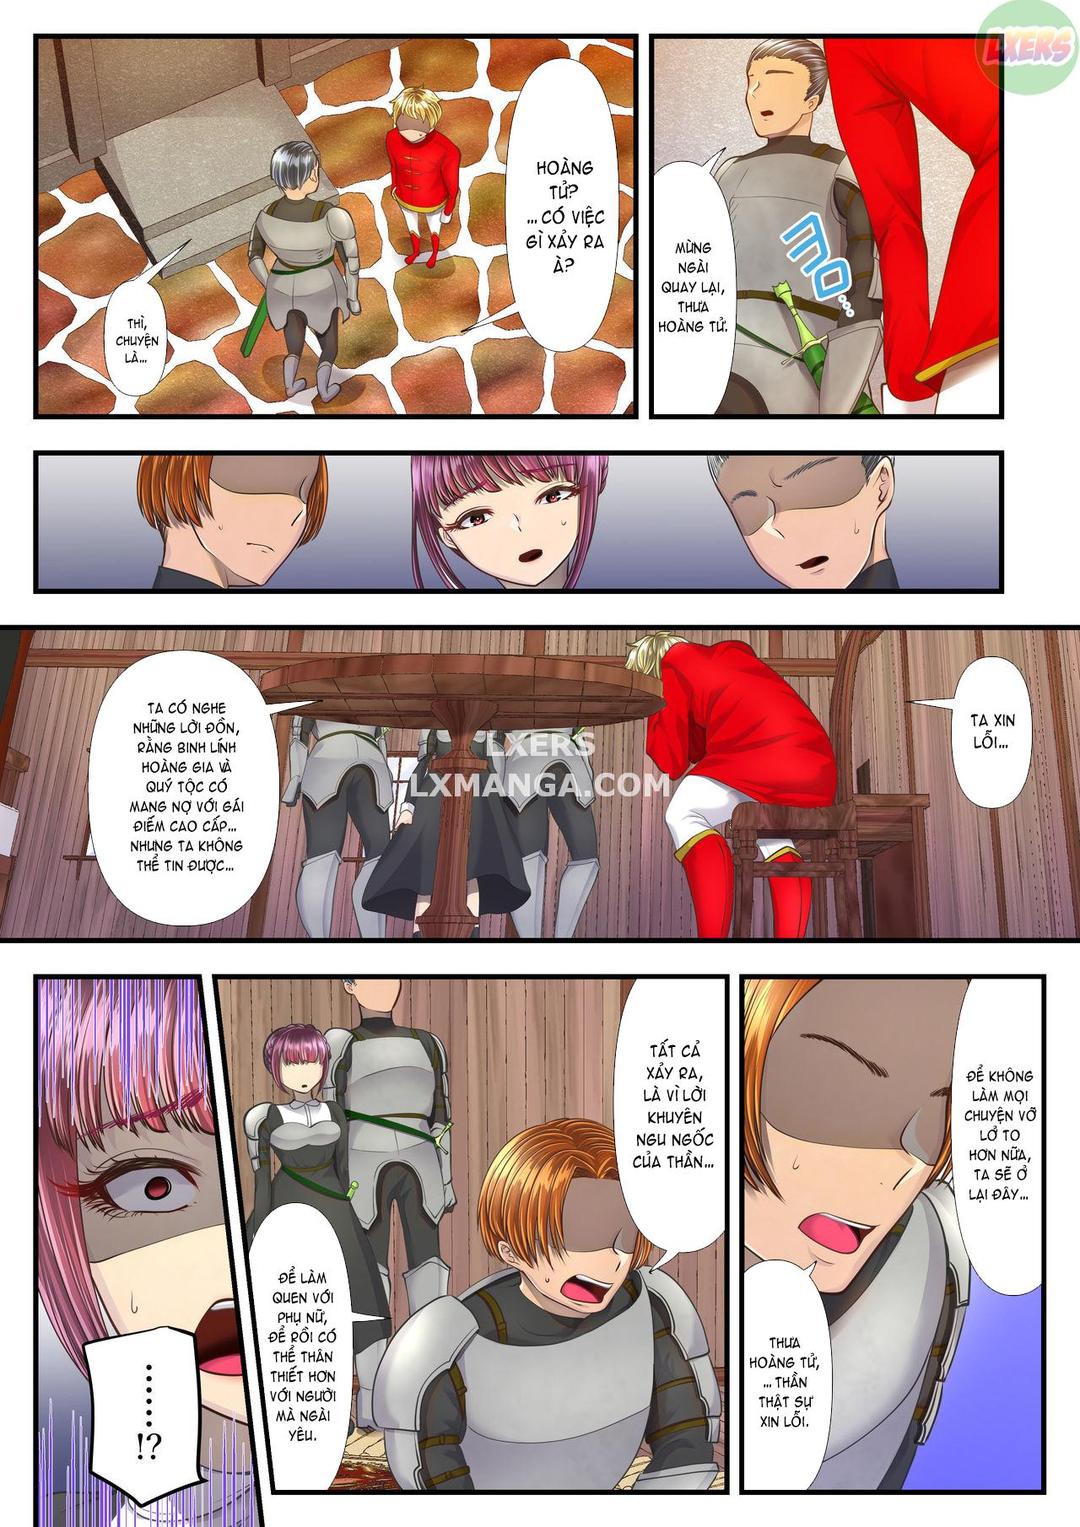 LXERS
MỪNG
NGÀI
QUAY LẠI,
THƯA
HOÀNG TỬ.
HOÀNG
TỬ?
...CÓ VIỆC
GÌ XẢY RA
À?
THÌ,
CHUYỆN
LÀ...
TA XIN
LỖI...
TA CÓ NGHE
NHỮNG LỜI ĐỒN,
RẰNG BINH LÍNH
HOÀNG GIA VÀ
QUÝ TỘC CÓ
MANG NỢ VỚI GÁI
ĐIẾM CAO CẤP...
NHƯNG TA KHÔNG
THỂ TIN ĐƯỢC...
LXERS
LXMANGA.COM
ĐỂ KHÔNG
LÀM MỌI
CHUYỆN VỠ
LỞ TO
HƠN NỮA,
TA SẼ Ở
LẠI ĐÂY...
THƯA
HOÀNG TỬ,
...THẦN
THẬT SỰ
XIN LỖI.
TẤT CẢ
XẢY RA,
LÀ VÌ LỜI
KHUYÊN
NGU NGỐC
CỦA THẦN...
ĐỂ LÀM
QUEN VỚI
PHỤ NỮ,
ĐỂ RỒI CÓ
THỂ THÂN
THIẾT HƠN
VỚI NGƯỜI
MÀ NGÀI
YÊU.
......!?